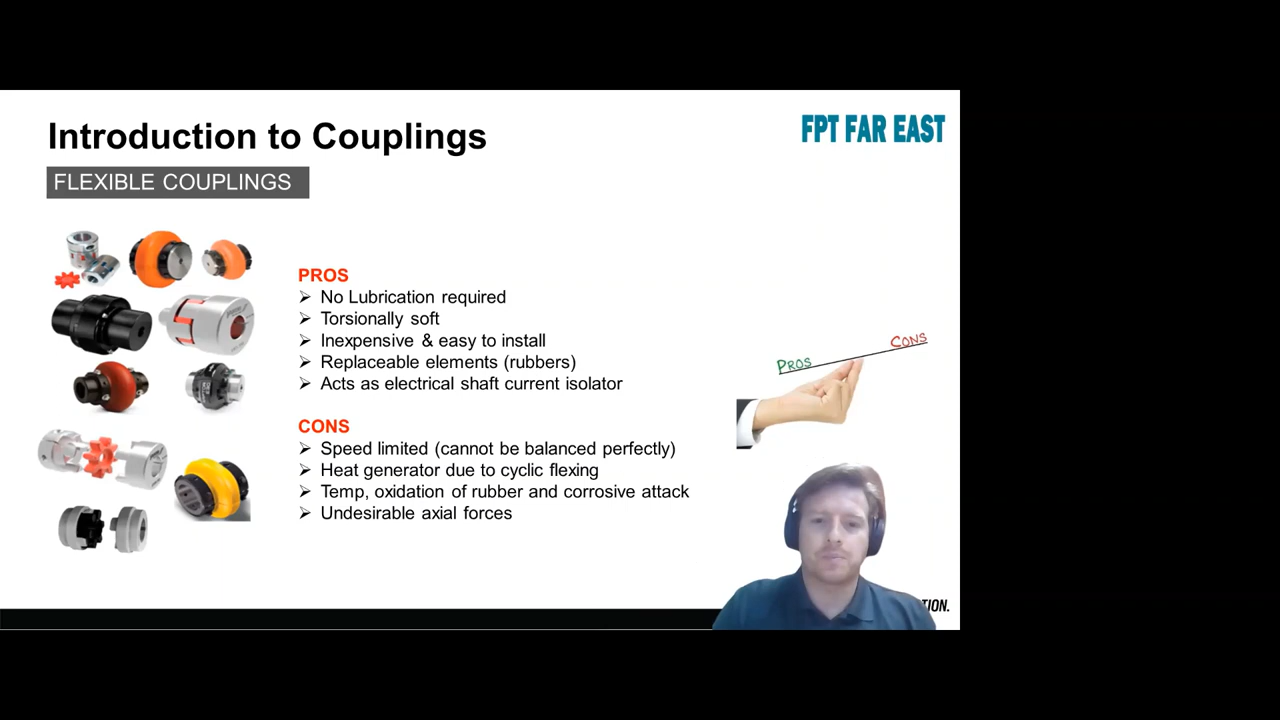 Introduction to Couplings
FPT FAR EAST
FLEXIBLE COUPLINGS
PROS
No Lubrication required
Torsionally soft
Inexpensive & easy to install
Replaceable elements (rubbers)
Acts as electrical shaft current isolator
CONS
Speed limited (cannot be balanced perfectly)
Heat generator due to cyclic flexing
Temp, oxidation of rubber and corrosive attack
Undesirable axial forces
PROS
CONS